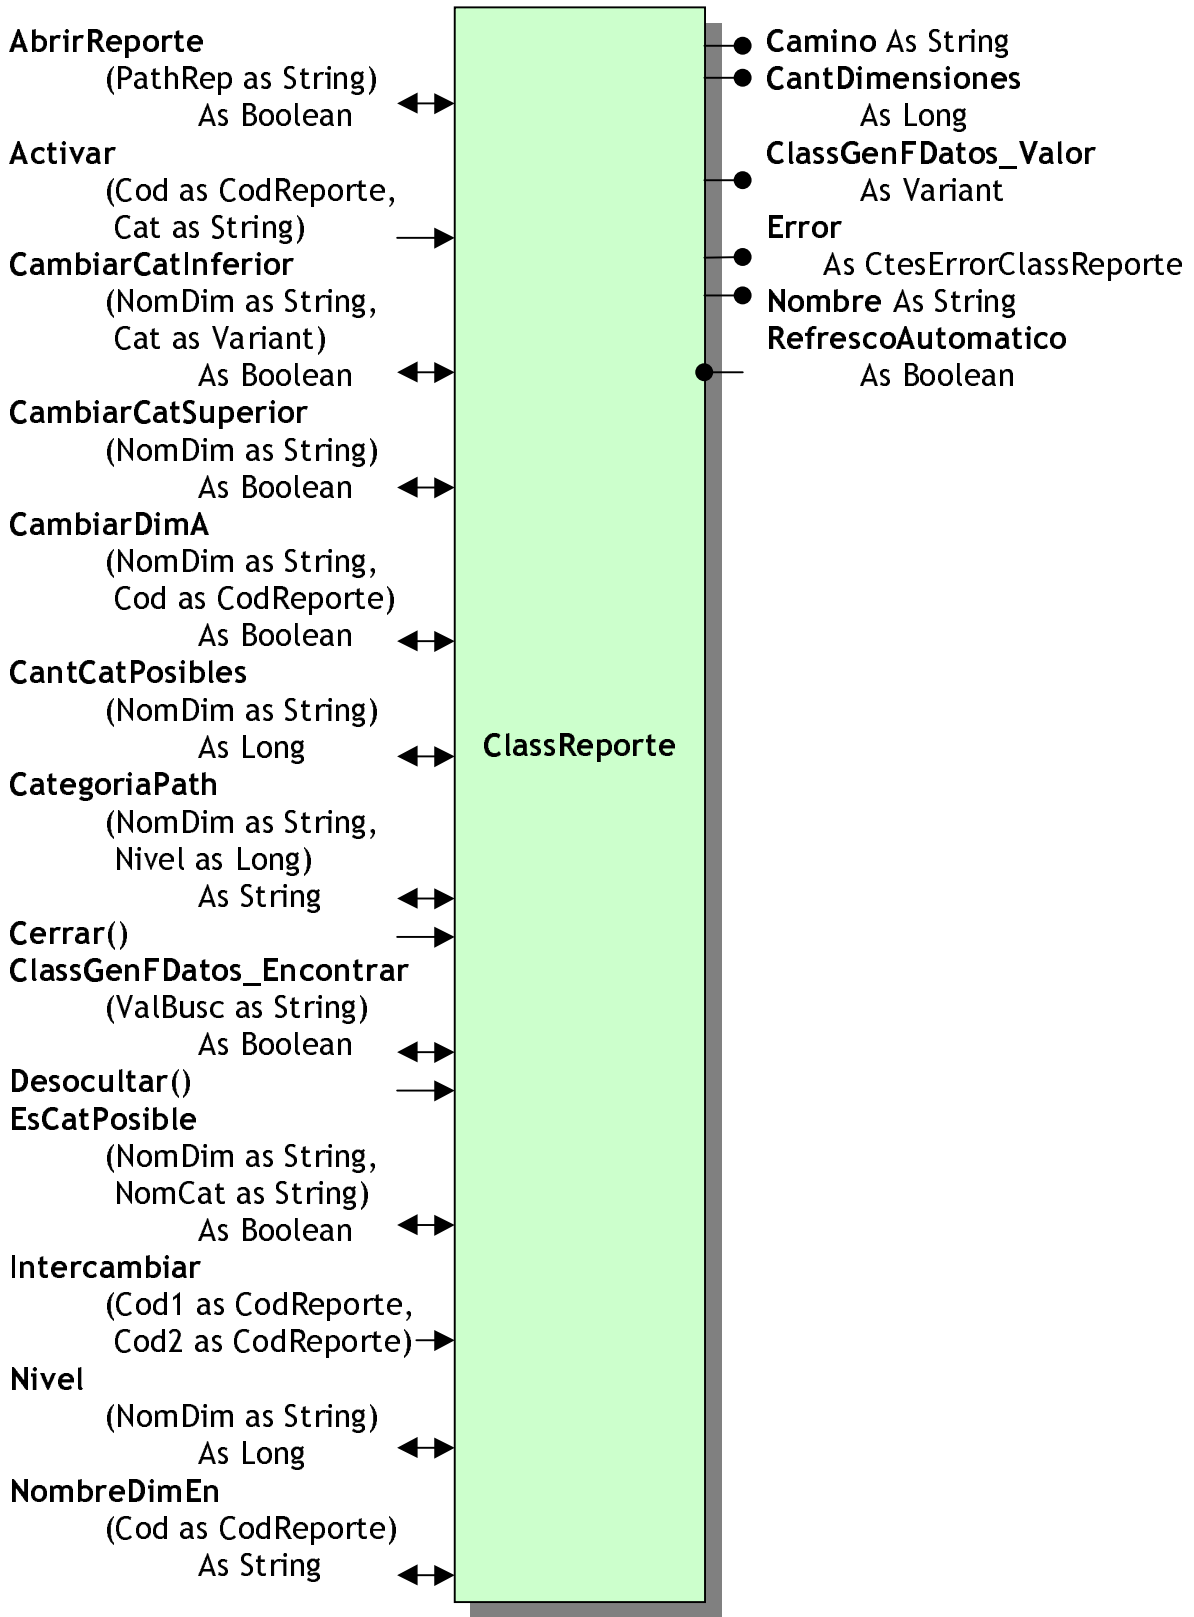 AbrirReporte
(PathRep as String)
As Boolean
Activar
(Cod as CodReporte,
Cat as String)
CambiarCatInferior
(NomDim as String,
Cat as Variant)
As Boolean
CambiarCatSuperior
(NomDim as String)
As Boolean
CambiarDimA
(NomDim as String,
Cod as CodReporte)
As Boolean
CantCatPosibles
(NomDim as String)
As Long
CategoriaPath
(NomDim as String,
Nivel as Long)
As String
Cerrar()
ClassGenFDatos_Encontrar
(ValBusc as String)
As Boolean
Desocultar()
EsCatPosible
(NomDim as String,
NomCat as String)
As Boolean
Intercambiar
(Cod1 as CodReporte,
Cod2 as CodReporte)
Nivel
(NomDim as String)
As Long
NombreDimEn
(Cod as CodReporte)
As String
ClassReporte
Camino As String
CantDimensiones
As Long
ClassGenFDatos_Valor
As Variant
Error
As CtesErrorClassReporte
Nombre As String
RefrescoAutomatico
As Boolean